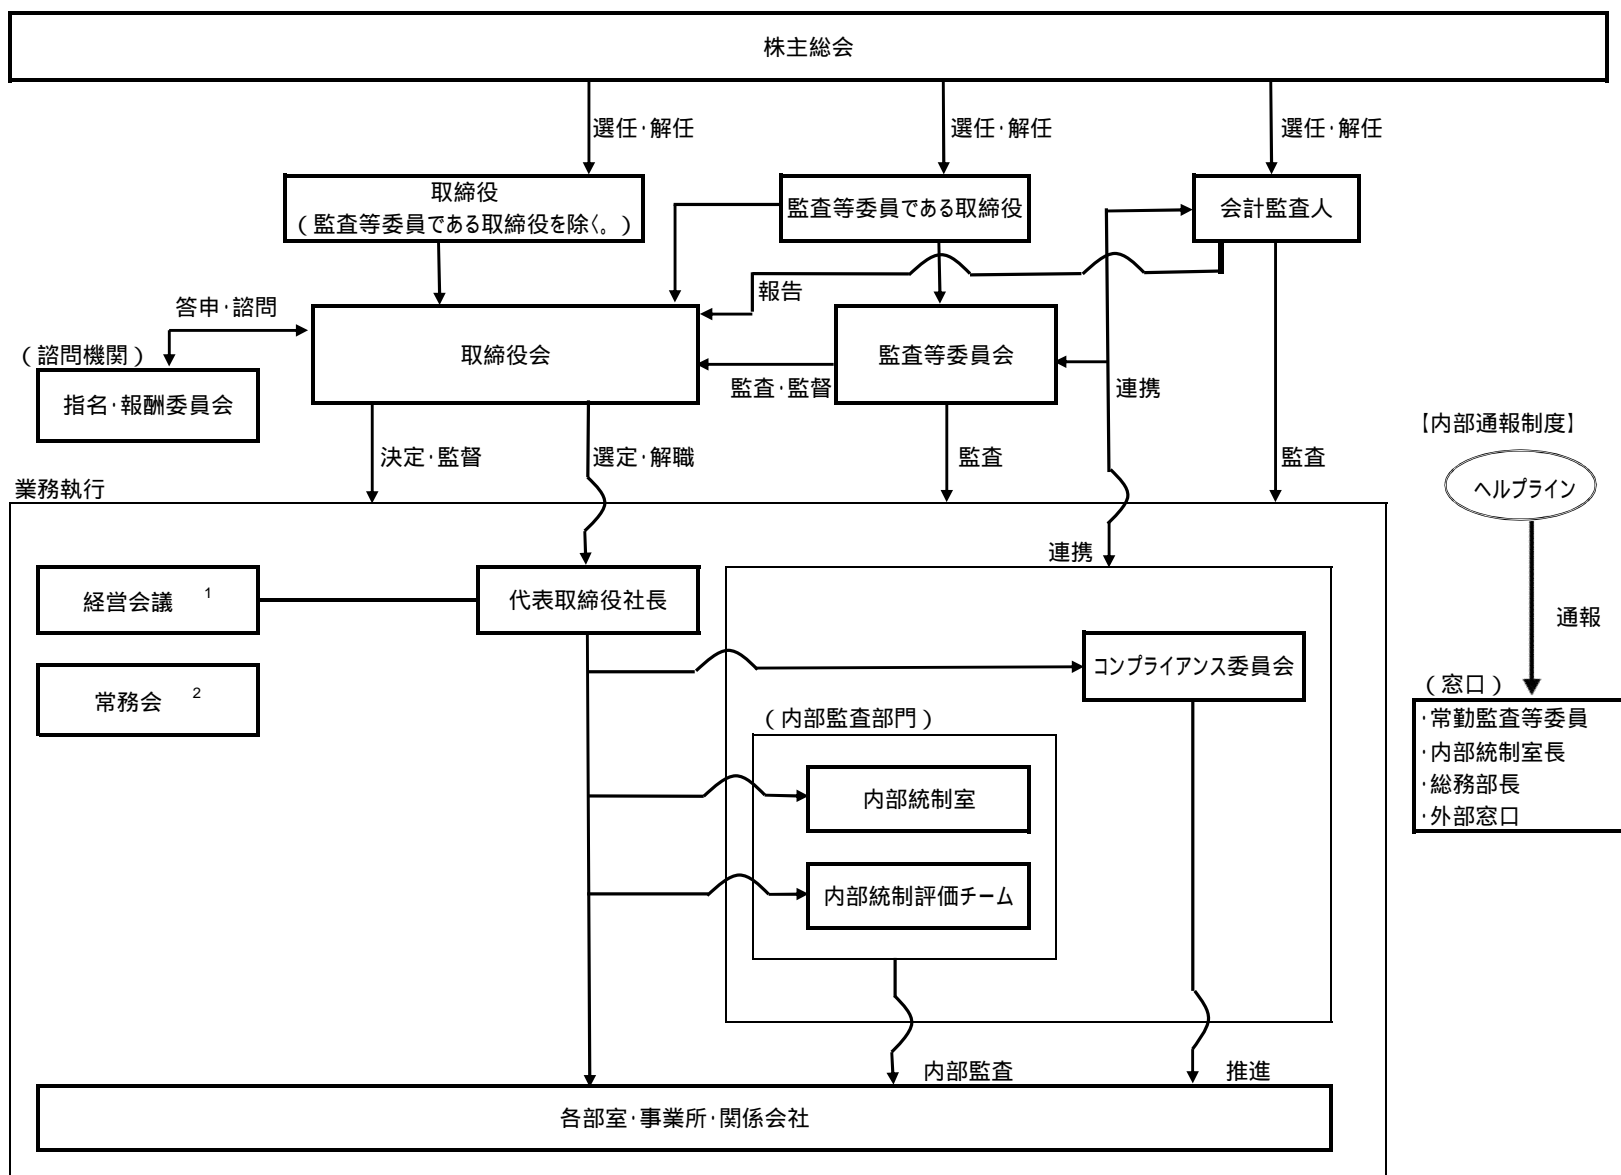 株主総会
選任・解任
選任・解任
選任・解任
取締役
（監査等委員である取締役を除く。）
監査等委員である取締役
会計監査人
報告
答申・諮問
（諮問機関）
指名・報酬委員会
取締役会
監査・監督
監査等委員会
連携
決定・監督
選定・解職
監査
監査
【内部通報制度】
ヘルプライン
通報
（窓口）
・常勤監査等委員
・内部統制室長
・総務部長
・外部窓口
業務執行
連携
経営会議 1
代表取締役社長
常務会 2
コンプライアンス委員会
（内部監査部門）
内部統制室
内部統制評価チーム
内部監査
推進
各部室・事業所・関係会社